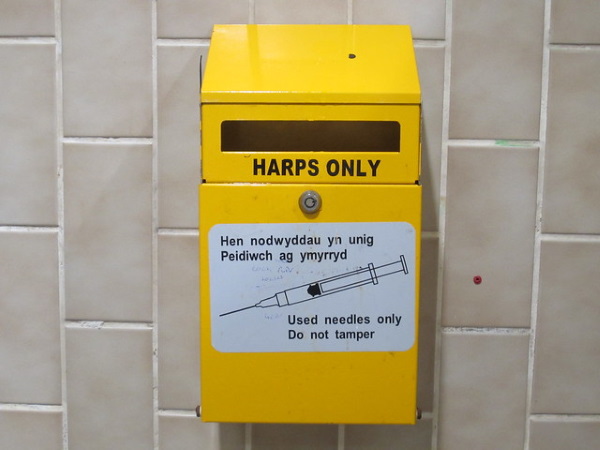 HARPS ONLY
Hen nodwyddau yn unig
Peidiwch ag ymyrryd
Used needles only
Do not tamper